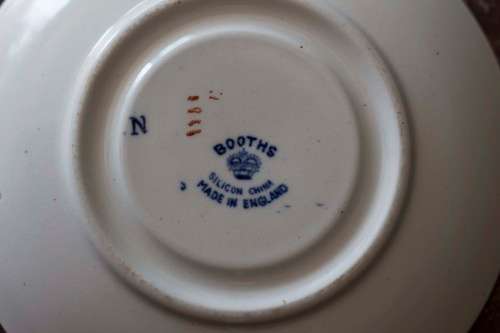 N
BOOTHS
SILICON CHINA
MADE IN ENGLAND